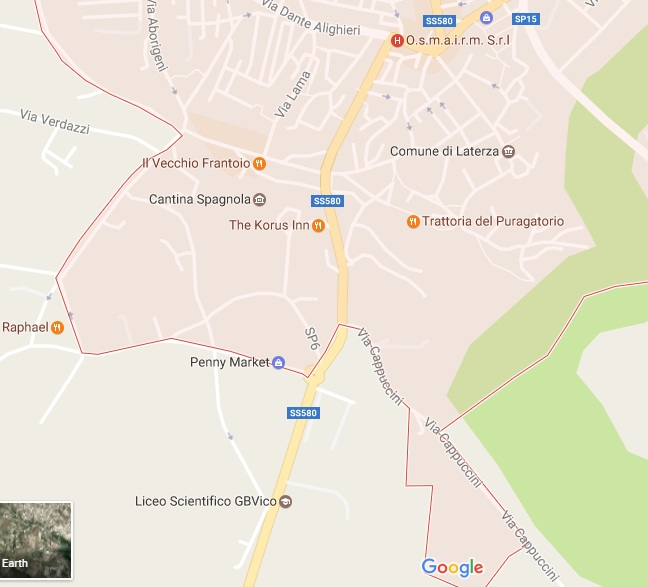 SS580
SP15
Via Dante Alighieri
Via Aborigeni
O.s.m.a.i.r.m. S.r.l
Via Lama
Via Verdazzi
Comune di Laterza
Il Vecchio Frantoio
Cantina Spagnola
SS580
The Korus Inn
Trattoria del Puragatorio
Raphael
SP6
Via Cappuccini
Penny Market
SS580
Via Cappuccini
Liceo Scientifico GBVico
Via Cappuccini
Earth
Google